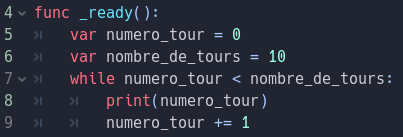 4 func _ready():
5 var numero_tour = 0
6 var nombre_de_tours = 10
7 while numero_tour < nombre_de_tours:
8 print(numero_tour)
9 numero_tour += 1